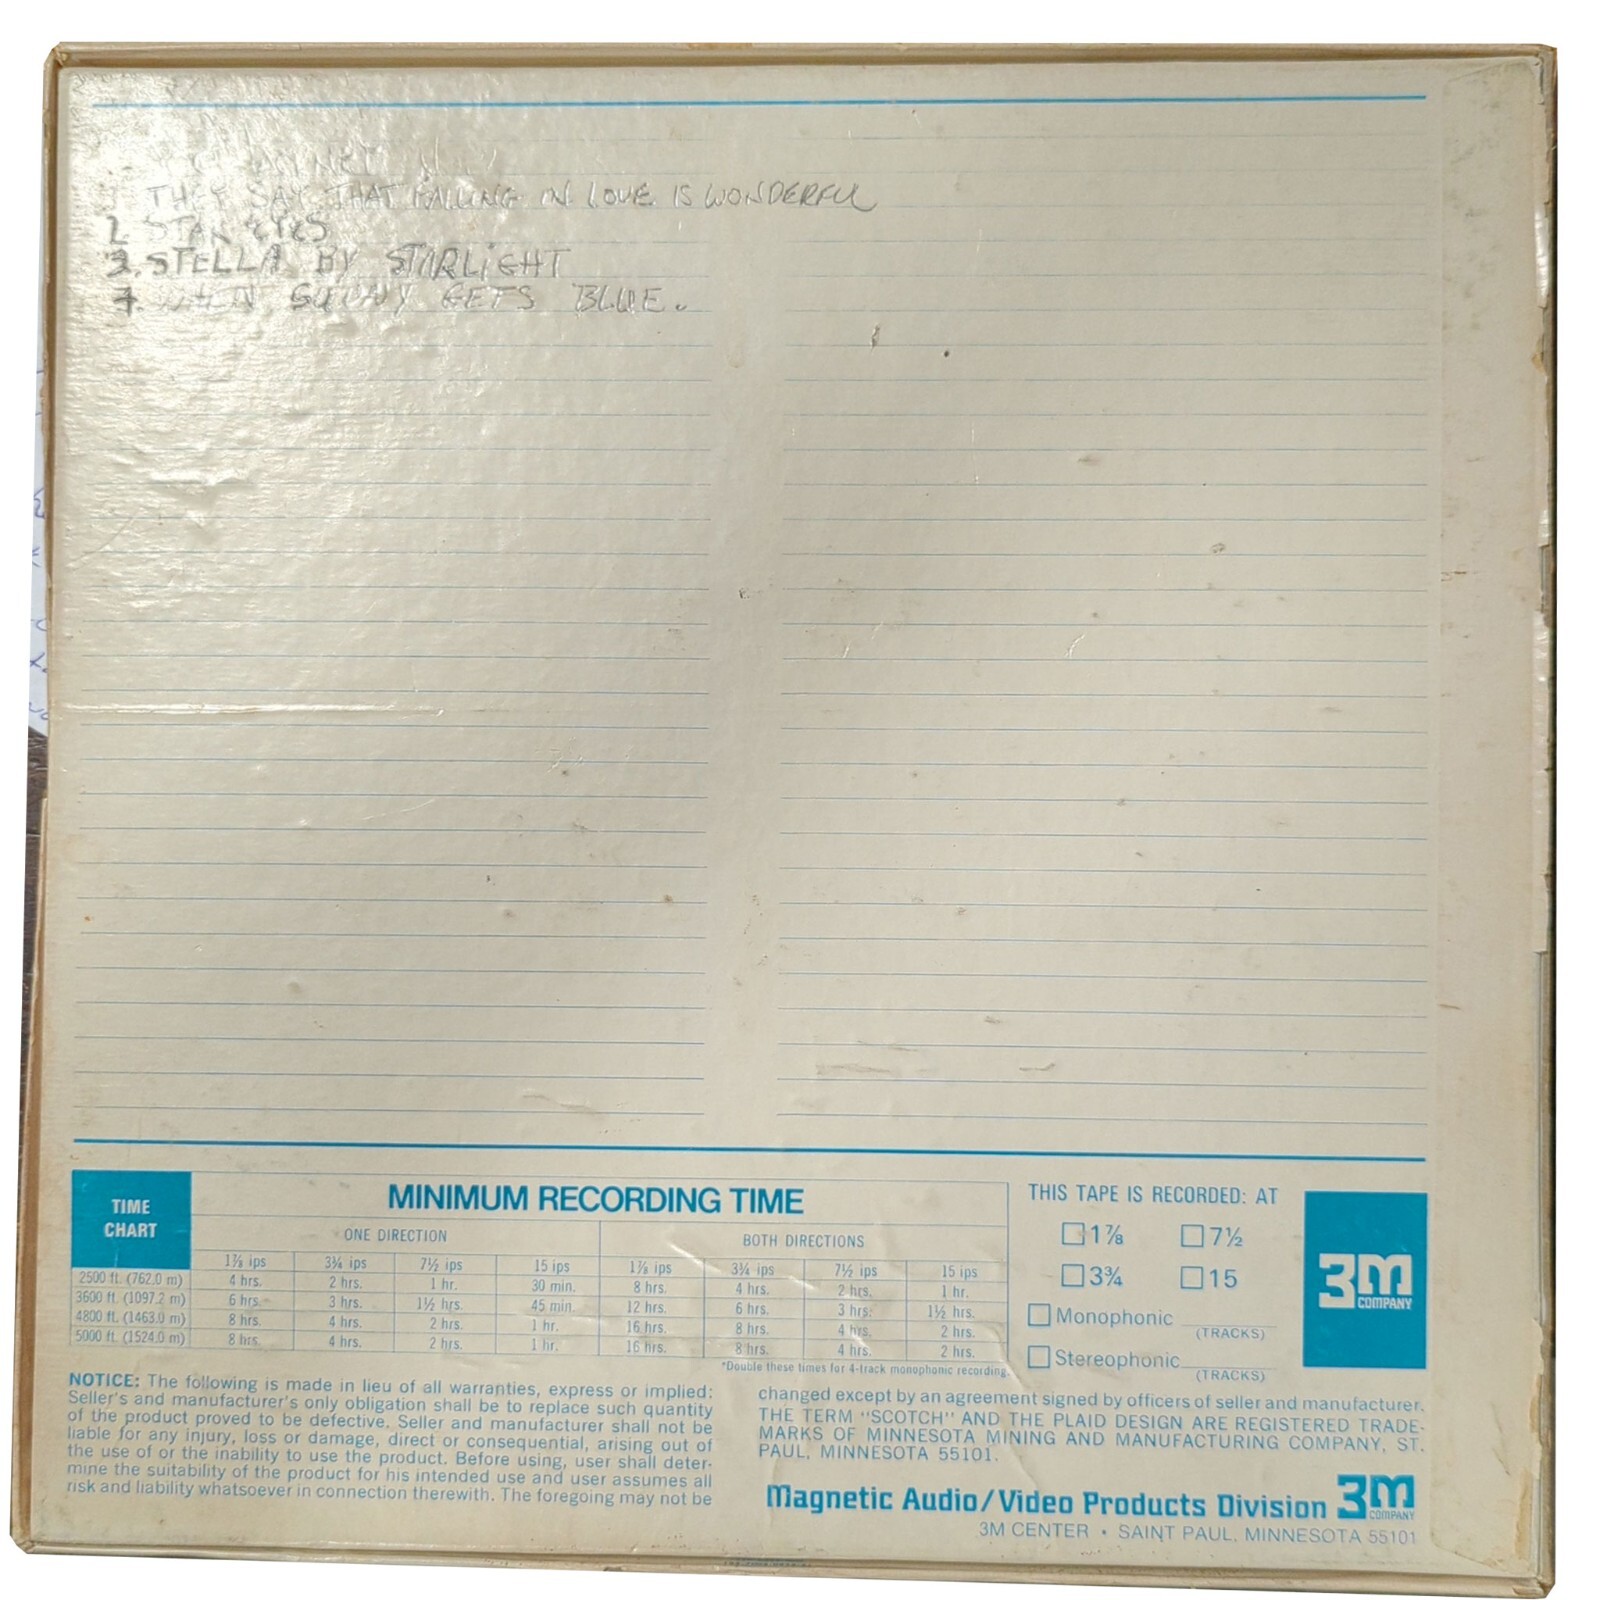 1 THEY SAY THAT FALLING IN LOVE IS WONDERFUL
2. STAR EYES
3. STELLA BY STARLIGHT
4. WHEN SUNNY GETS BLUE.
TIME CHART
MINIMUM RECORDING TIME
ONE DIRECTION BOTH DIRECTIONS
1⅞ ips 3¾ ips 7½ ips 15 ips 1⅞ ips 3¾ ips 7½ ips 15 ips
2500 ft. (762.0 m) 4 hrs. 2 hrs. 1 hr. 30 min. 8 hrs. 4 hrs. 2 hrs. 1 hr.
3600 ft. (1097.2 m) 6 hrs. 3 hrs. 1½ hrs. 45 min. 12 hrs. 6 hrs. 3 hrs. 1½ hrs.
4800 ft. (1463.0 m) 8 hrs. 4 hrs. 2 hrs. 1 hr. 16 hrs. 8 hrs. 4 hrs. 2 hrs.
5000 ft. (1524.0 m) 8 hrs. 4 hrs. 2 hrs. 1 hr. 16 hrs. 8 hrs. 4 hrs. 2 hrs.
*Double these times for 4-track monophonic recording.
THIS TAPE IS RECORDED: AT
1⅞ 7½
3¾ 15
Monophonic
(TRACKS)
Stereophonic
(TRACKS)
3M
COMPANY
NOTICE: The following is made in lieu of all warranties, express or implied:
Seller's and manufacturer's only obligation shall be to replace such quantity
of the product proved to be defective. Seller and manufacturer shall not be
liable for any injury, loss or damage, direct or consequential, arising out of
the use of or the inability to use the product. Before using, user shall deter-
mine the suitability of the product for his intended use and user assumes all
risk and liability whatsoever in connection therewith. The foregoing may not be
changed except by an agreement signed by officers of seller and manufacturer.
THE TERM "SCOTCH" AND THE PLAID DESIGN ARE REGISTERED TRADE-
MARKS OF MINNESOTA MINING AND MANUFACTURING COMPANY, ST.
PAUL, MINNESOTA 55101.
Magnetic Audio/Video Products Division 3M COMPANY
3M CENTER • SAINT PAUL, MINNESOTA 55101